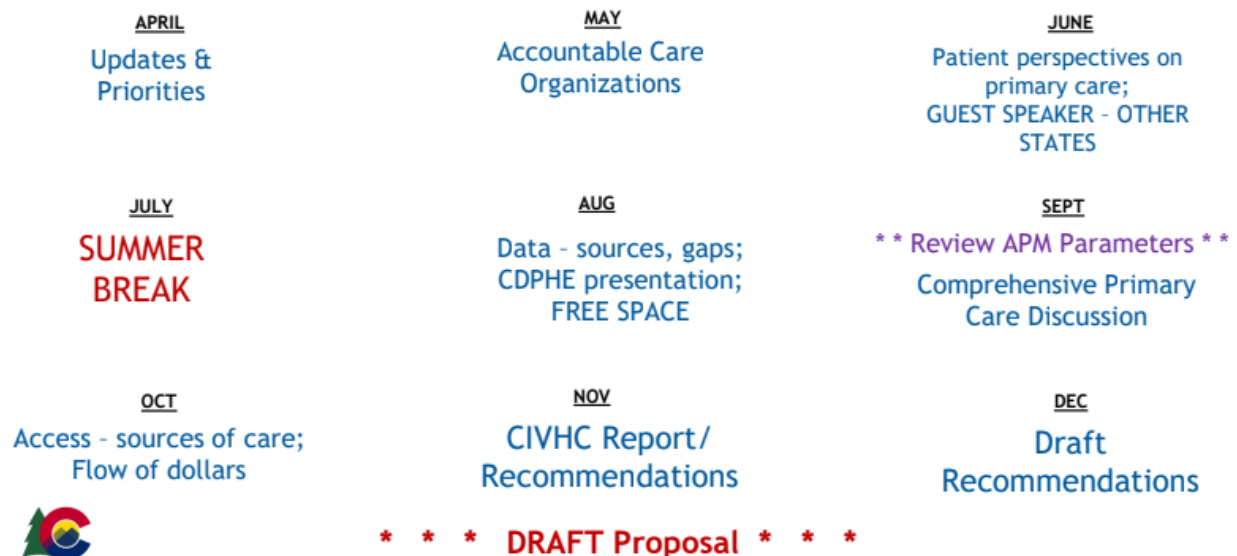 APRIL
Updates &
Priorities
MAY
Accountable Care
Organizations
JUNE
Patient perspectives on
primary care;
GUEST SPEAKER – OTHER
STATES
JULY
SUMMER
BREAK
AUG
Data – sources, gaps;
CDPHE presentation;
FREE SPACE
SEPT
* * Review APM Parameters * *
Comprehensive Primary
Care Discussion
OCT
Access – sources of care;
Flow of dollars
NOV
CIVHC Report/
Recommendations
DEC
Draft
Recommendations
* * * DRAFT Proposal * * *